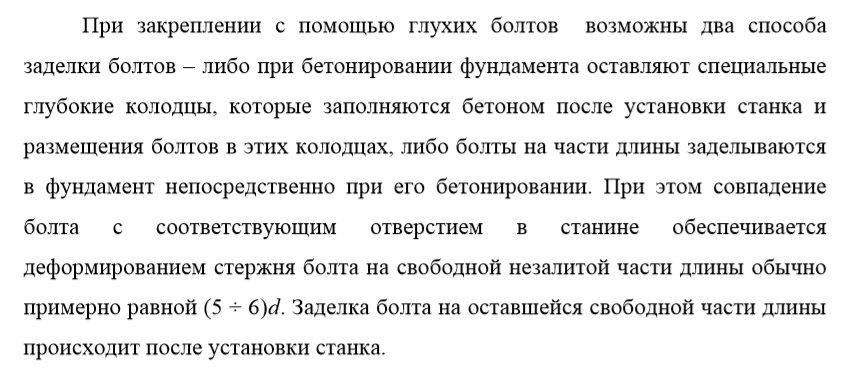 При закреплении с помощью глухих болтов возможны два способа
заделки болтов – либо при бетонировании фундамента оставляют специальные
глубокие колодцы, которые заполняются бетоном после установки станка и
размещения болтов в этих колодцах, либо болты на части длины заделываются
в фундамент непосредственно при его бетонировании. При этом совпадение
болта с соответствующим отверстием в станине обеспечивается
деформированием стержня болта на свободной незалитой части длины обычно
примерно равной (5 ÷ 6)d. Заделка болта на оставшейся свободной части длины
происходит после установки станка.